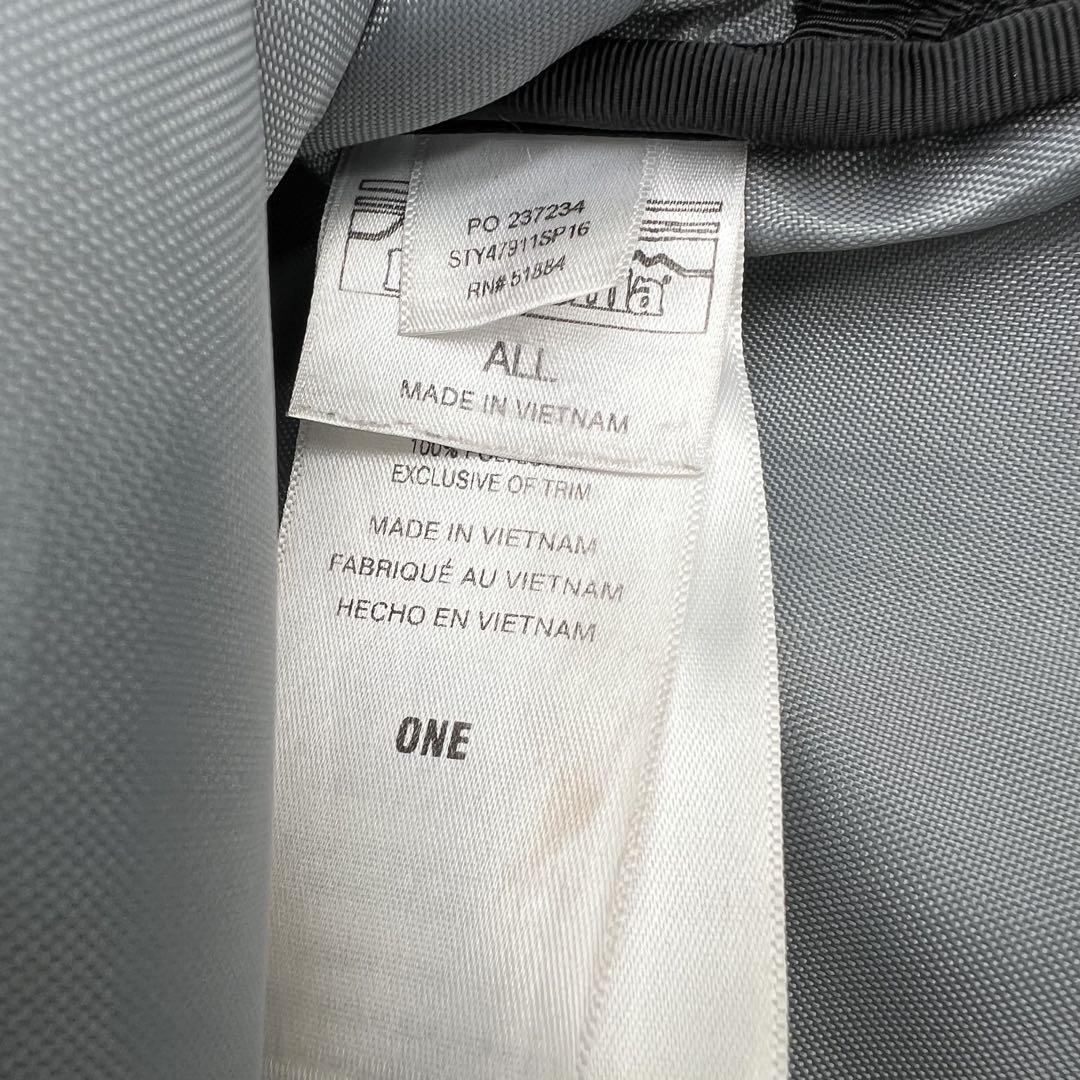 PO 237234
STY47911SP16
RN# 51884
ALL
MADE IN VIETNAM
100%
EXCLUSIVE OF TRIM
MADE IN VIETNAM
FABRIQUÉ AU VIETNAM
HECHO EN VIETNAM
ONE